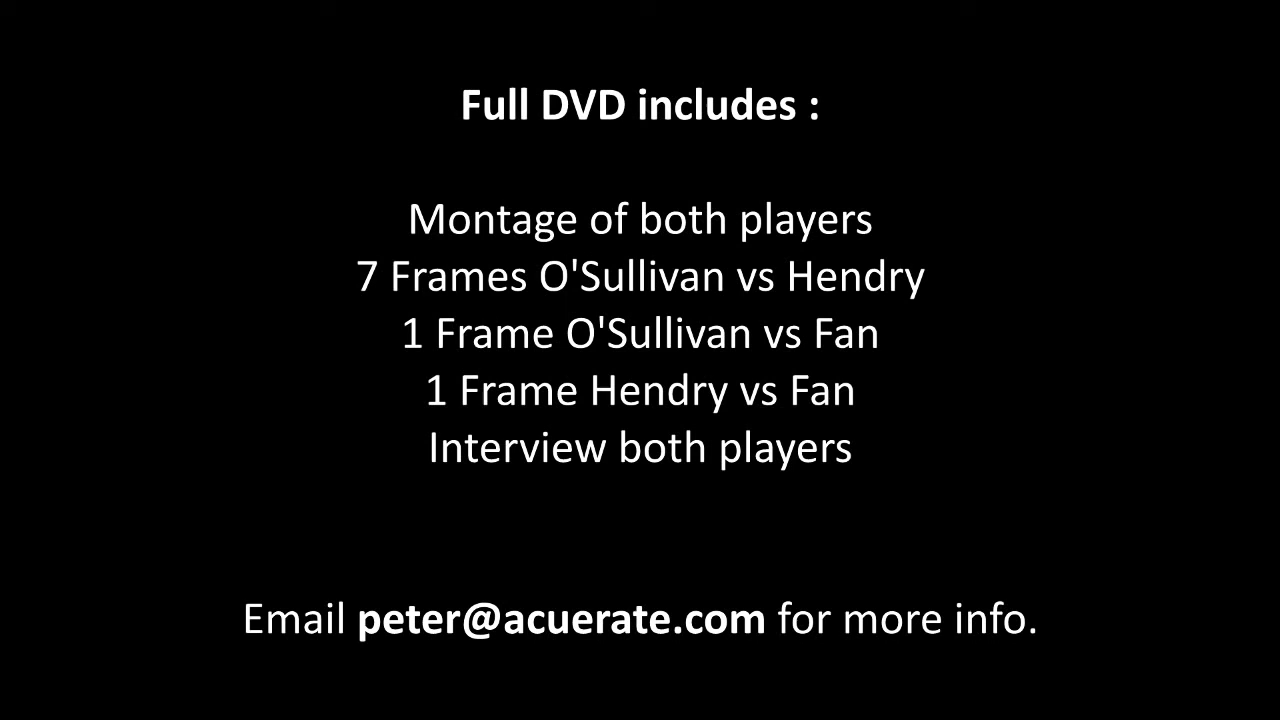 Full DVD includes :
Montage of both players
7 Frames O'Sullivan vs Hendry
1 Frame O'Sullivan vs Fan
1 Frame Hendry vs Fan
Interview both players
Email peter@acuerate.com for more info.